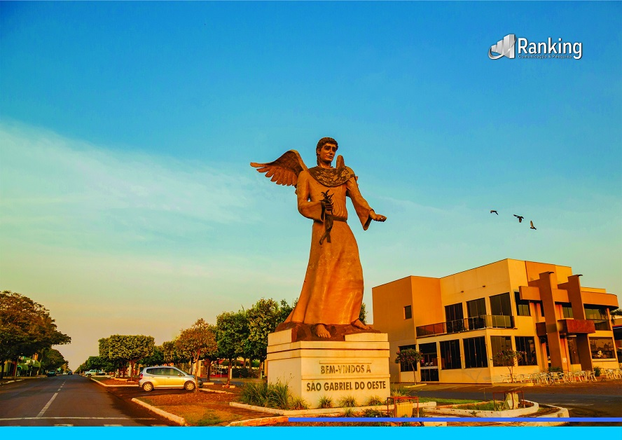 Ranking
BEM-VINDOS À
SÃO GABRIEL DO OESTE